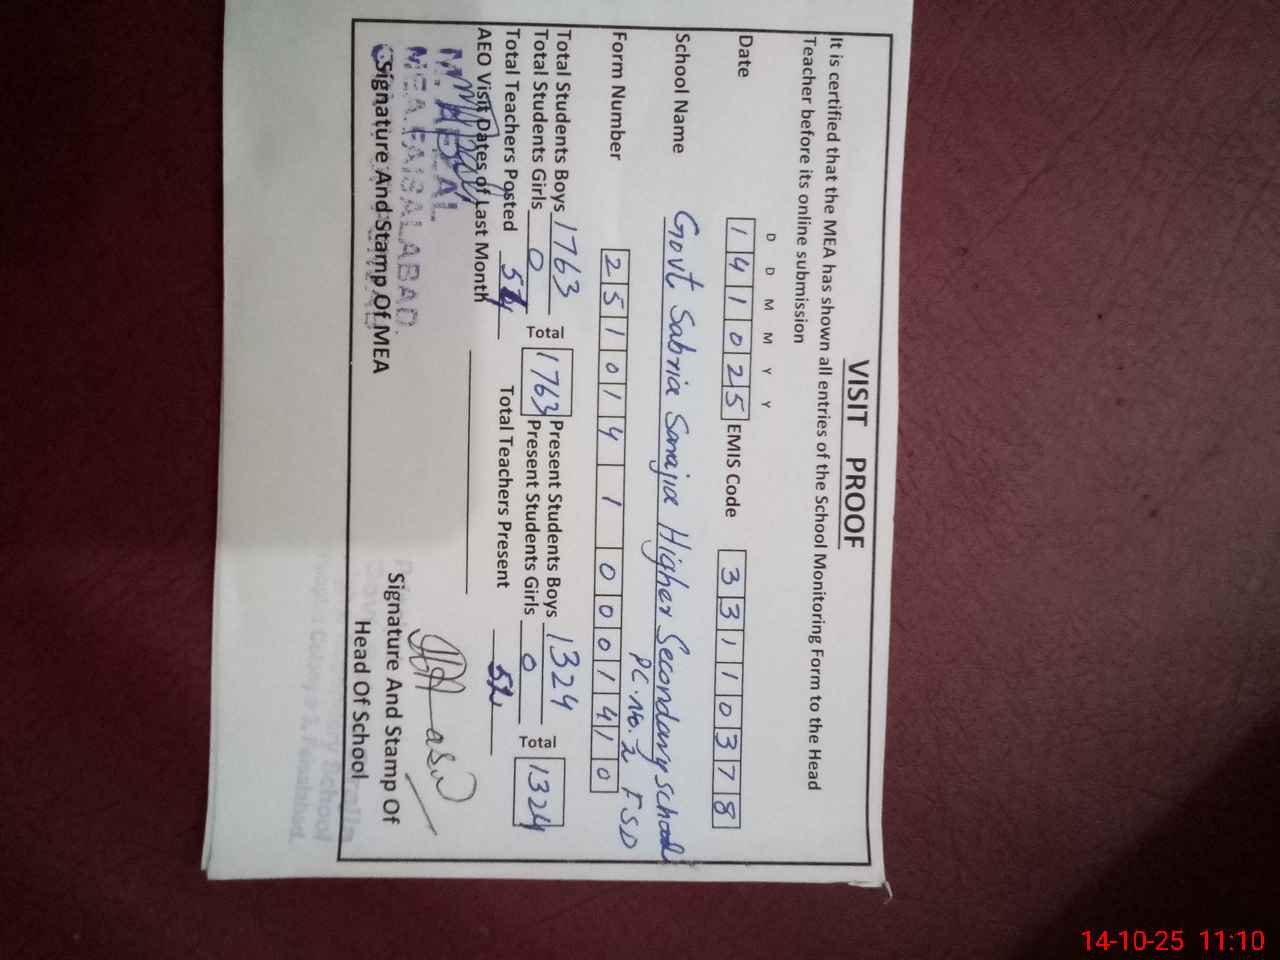 VISIT PROOF
It is certified that the MEA has shown all entries of the School Monitoring Form to the Head
Teacher before its online submission
D D M M Y Y
Date 1 4 1 0 2 5 EMIS Code 3 3 1 1 0 3 7 8
School Name Govt Sabria Sarajia Higher Secondary School
P.C. No. 2 FSD
Form Number 2 5 1 0 1 4 1 1 0 0 0 1 4 1 0
Total Students Boys 1763 Total 1763 Present Students Boys 1324 Total 1324
Total Students Girls 0 Present Students Girls 0
Total Teachers Posted 54 Total Teachers Present 52
AEO Visit Dates of Last Month
MEA FAISALABAD
Signature And Stamp Of MEA
Signature And Stamp Of
Head Of School
14-10-25 11:10